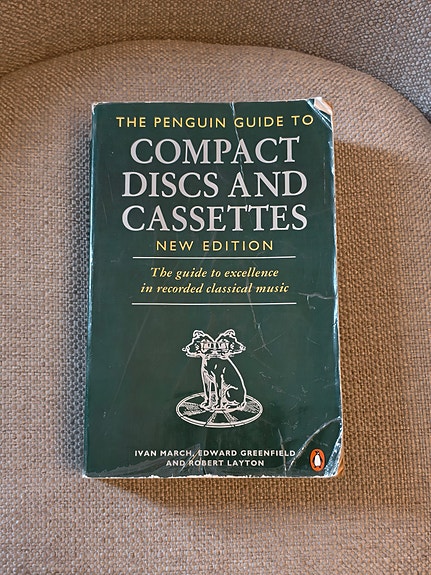 THE PENGUIN GUIDE TO
COMPACT
DISCS AND
CASSETTES
NEW EDITION
The guide to excellence
in recorded classical music
IVAN MARCH, EDWARD GREENFIELD
AND ROBERT LAYTON